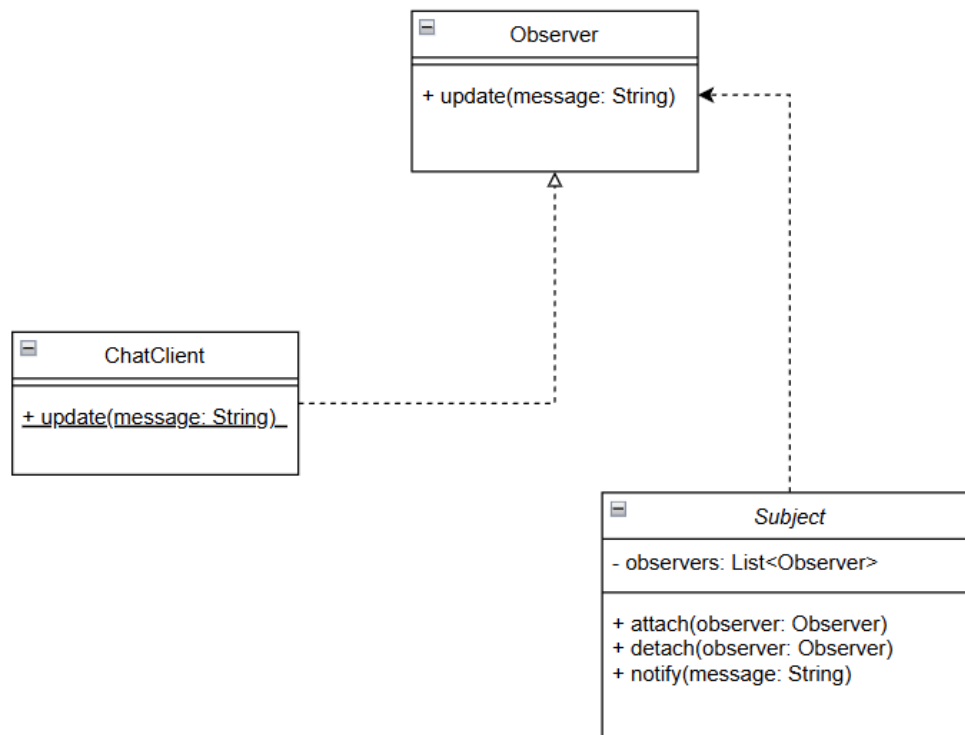 Observer
+ update(message: String)
ChatClient
+ update(message: String)
Subject
- observers: List<Observer>
+ attach(observer: Observer)
+ detach(observer: Observer)
+ notify(message: String)